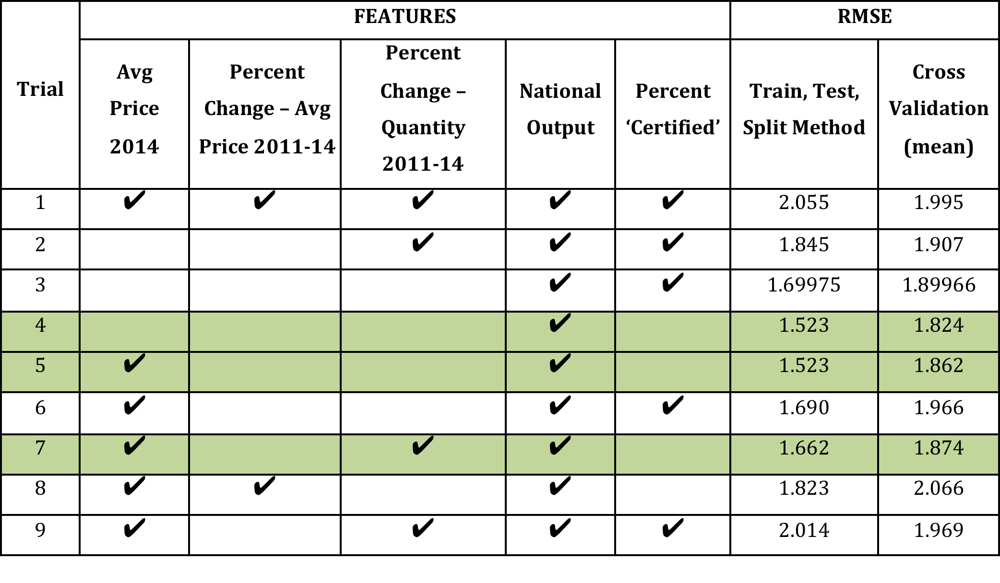 FEATURES RMSE
Trial
Avg
Price
2014
Percent
Change – Avg
Price 2011-14
Percent
Change –
Quantity
2011-14
National
Output
Percent
‘Certified’
Train, Test,
Split Method
Cross
Validation
(mean)
1 ✔ ✔ ✔ ✔ ✔ 2.055 1.995
2 ✔ ✔ ✔ 1.845 1.907
3 ✔ ✔ 1.69975 1.89966
4 ✔ 1.523 1.824
5 ✔ ✔ 1.523 1.862
6 ✔ ✔ ✔ 1.690 1.966
7 ✔ ✔ ✔ 1.662 1.874
8 ✔ ✔ ✔ 1.823 2.066
9 ✔ ✔ ✔ ✔ 2.014 1.969